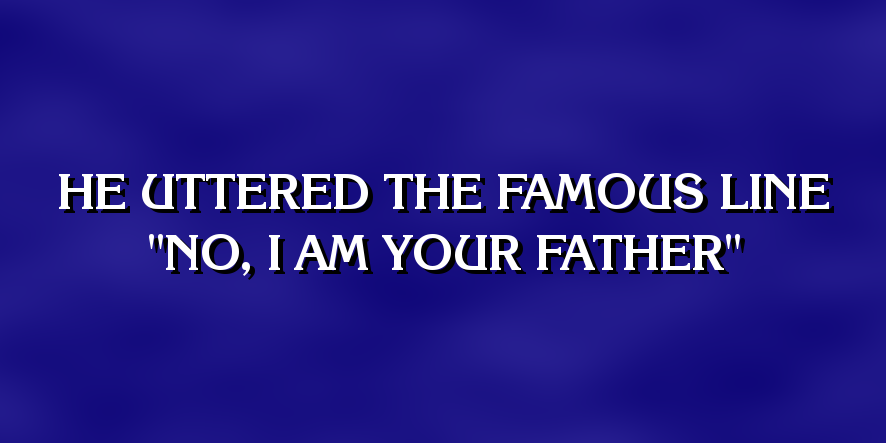 HE UTTERED THE FAMOUS LINE
"NO, I AM YOUR FATHER"